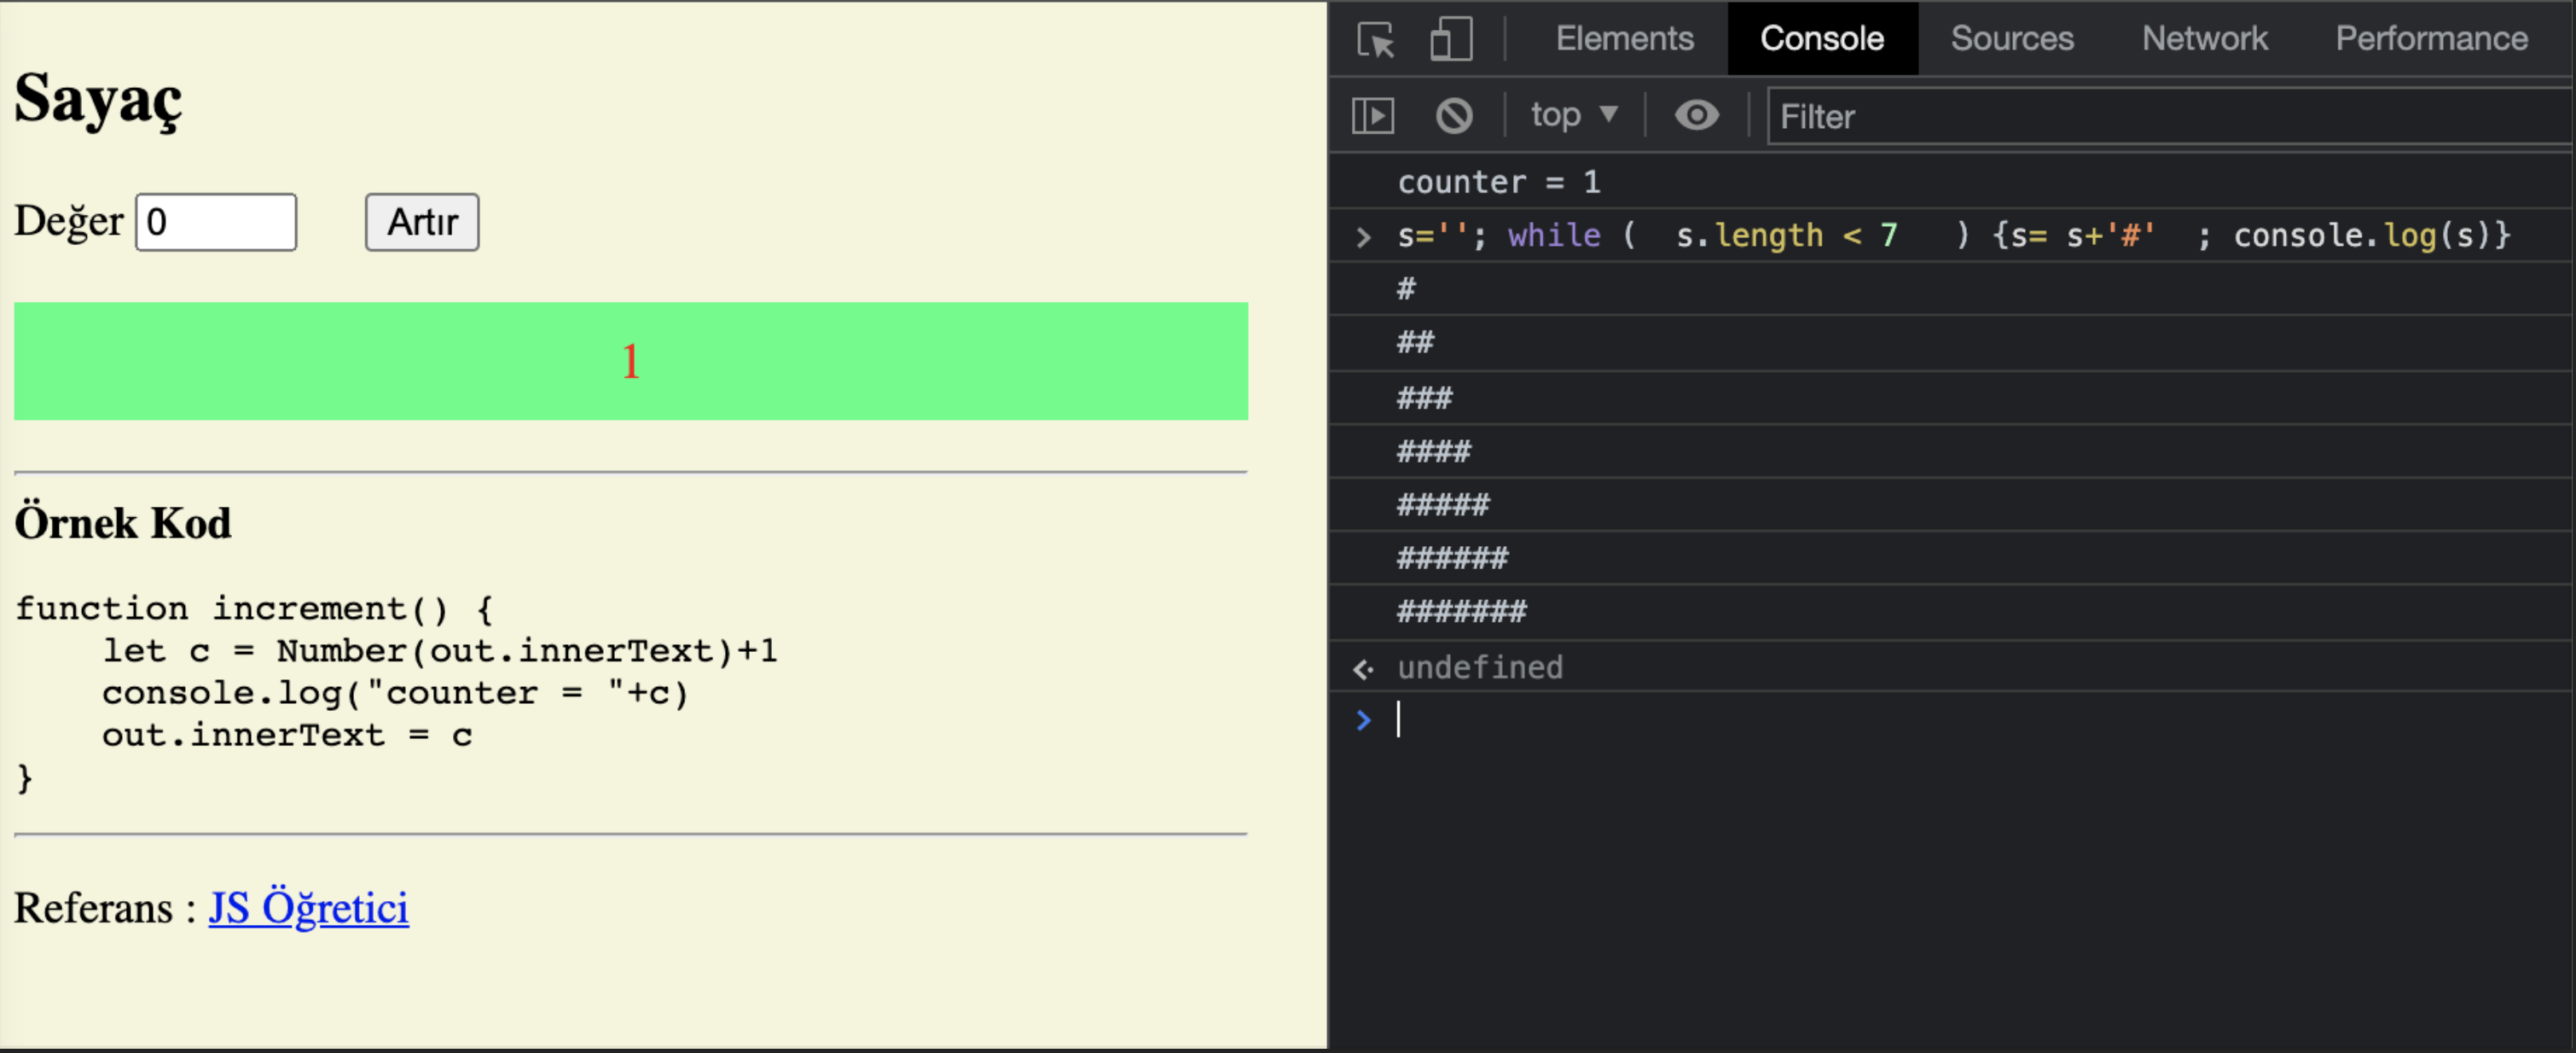 Sayaç
Değer 0 Artır
1
Örnek Kod
function increment() {
    let c = Number(out.innerText)+1
    console.log("counter = "+c)
    out.innerText = c
}
Referans : JS Öğretici
Elements Console Sources Network Performance
top ▼ Filter
counter = 1
> s=''; while (  s.length < 7   ) {s= s+'#'  ; console.log(s)}
#
##
###
####
#####
######
#######
undefined
>